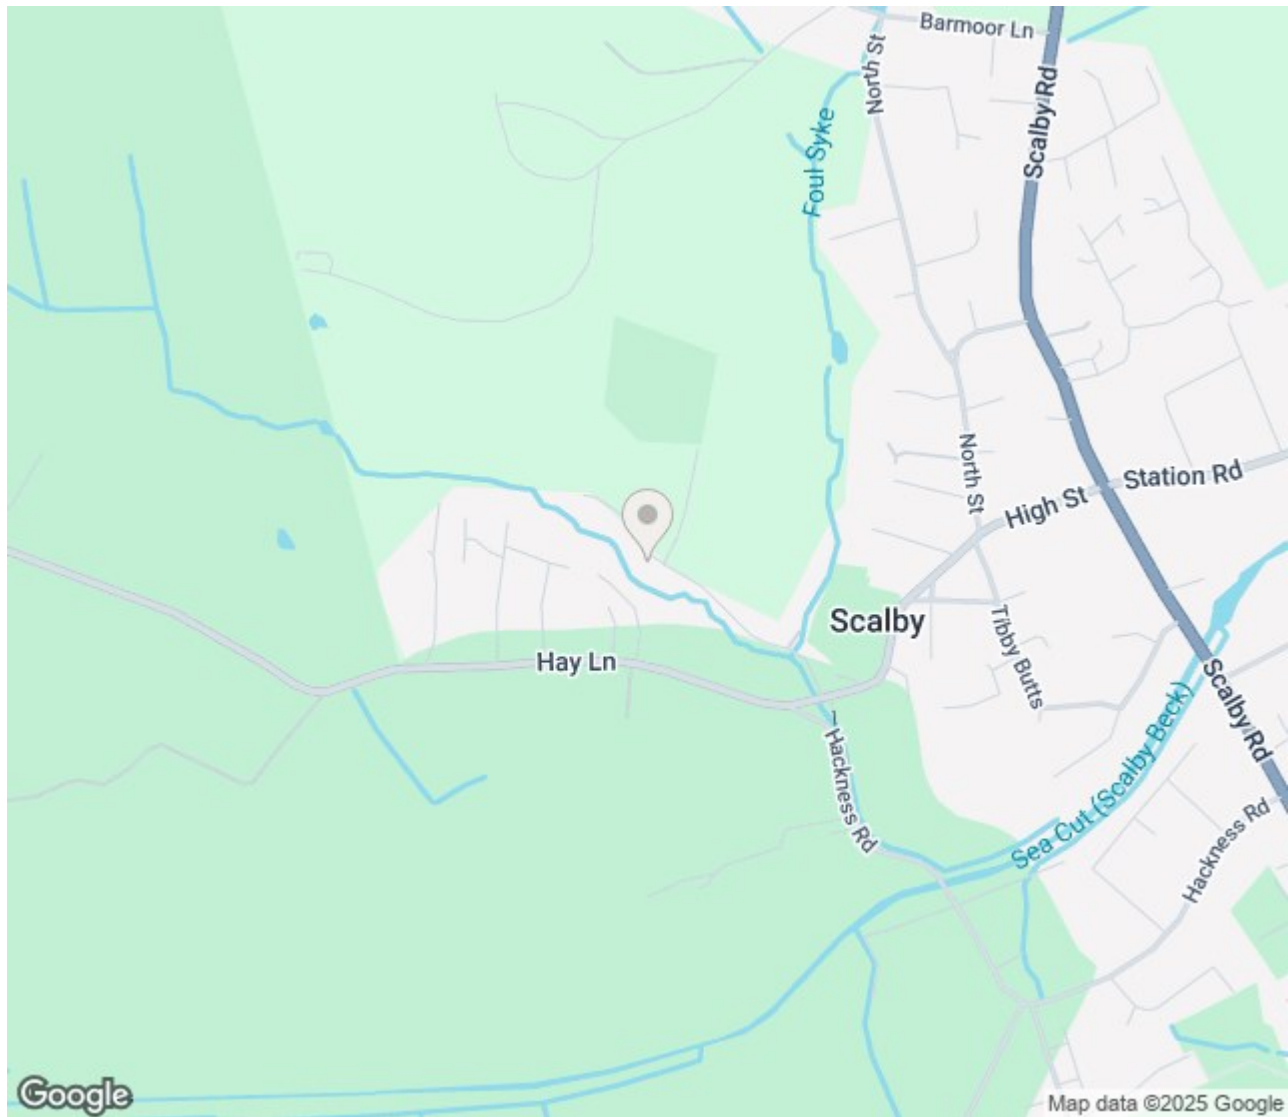 Barmoor Ln
North St
Scalby Rd
Foul Syke
North St
Station Rd
High St
Scalby
Tibby Butts
Hay Ln
Scalby Rd
Hackness Rd
Sea Cut (Scalby Beck)
Hackness Rd
Google
Map data ©2025 Google